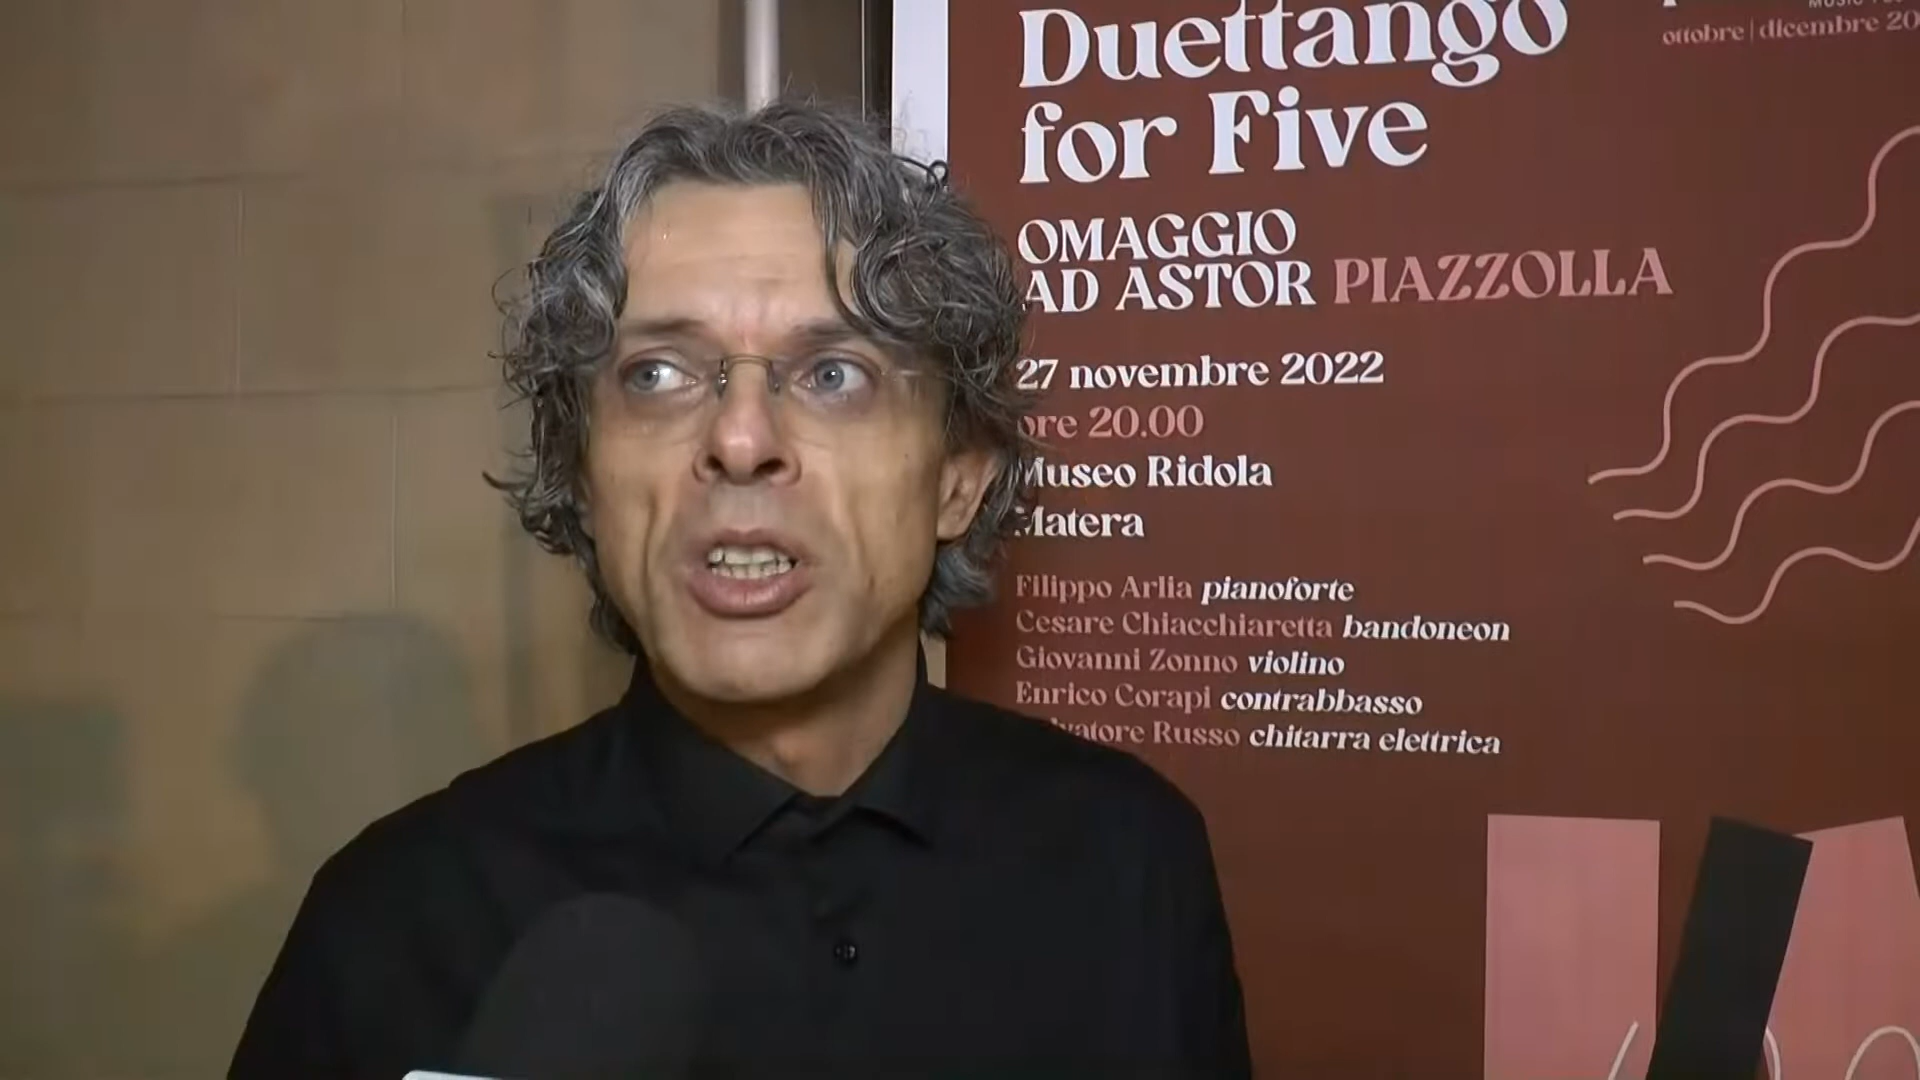 Duettango
for Five
ottobre | dicembre 20
OMAGGIO
AD ASTOR PIAZZOLLA
27 novembre 2022
ore 20.00
Museo Ridola
Matera
Filippo Arlia pianoforte
Cesare Chiacchiaretta bandoneon
Giovanni Zonno violino
Enrico Corapi contrabbasso
Russo chitarra elettrica